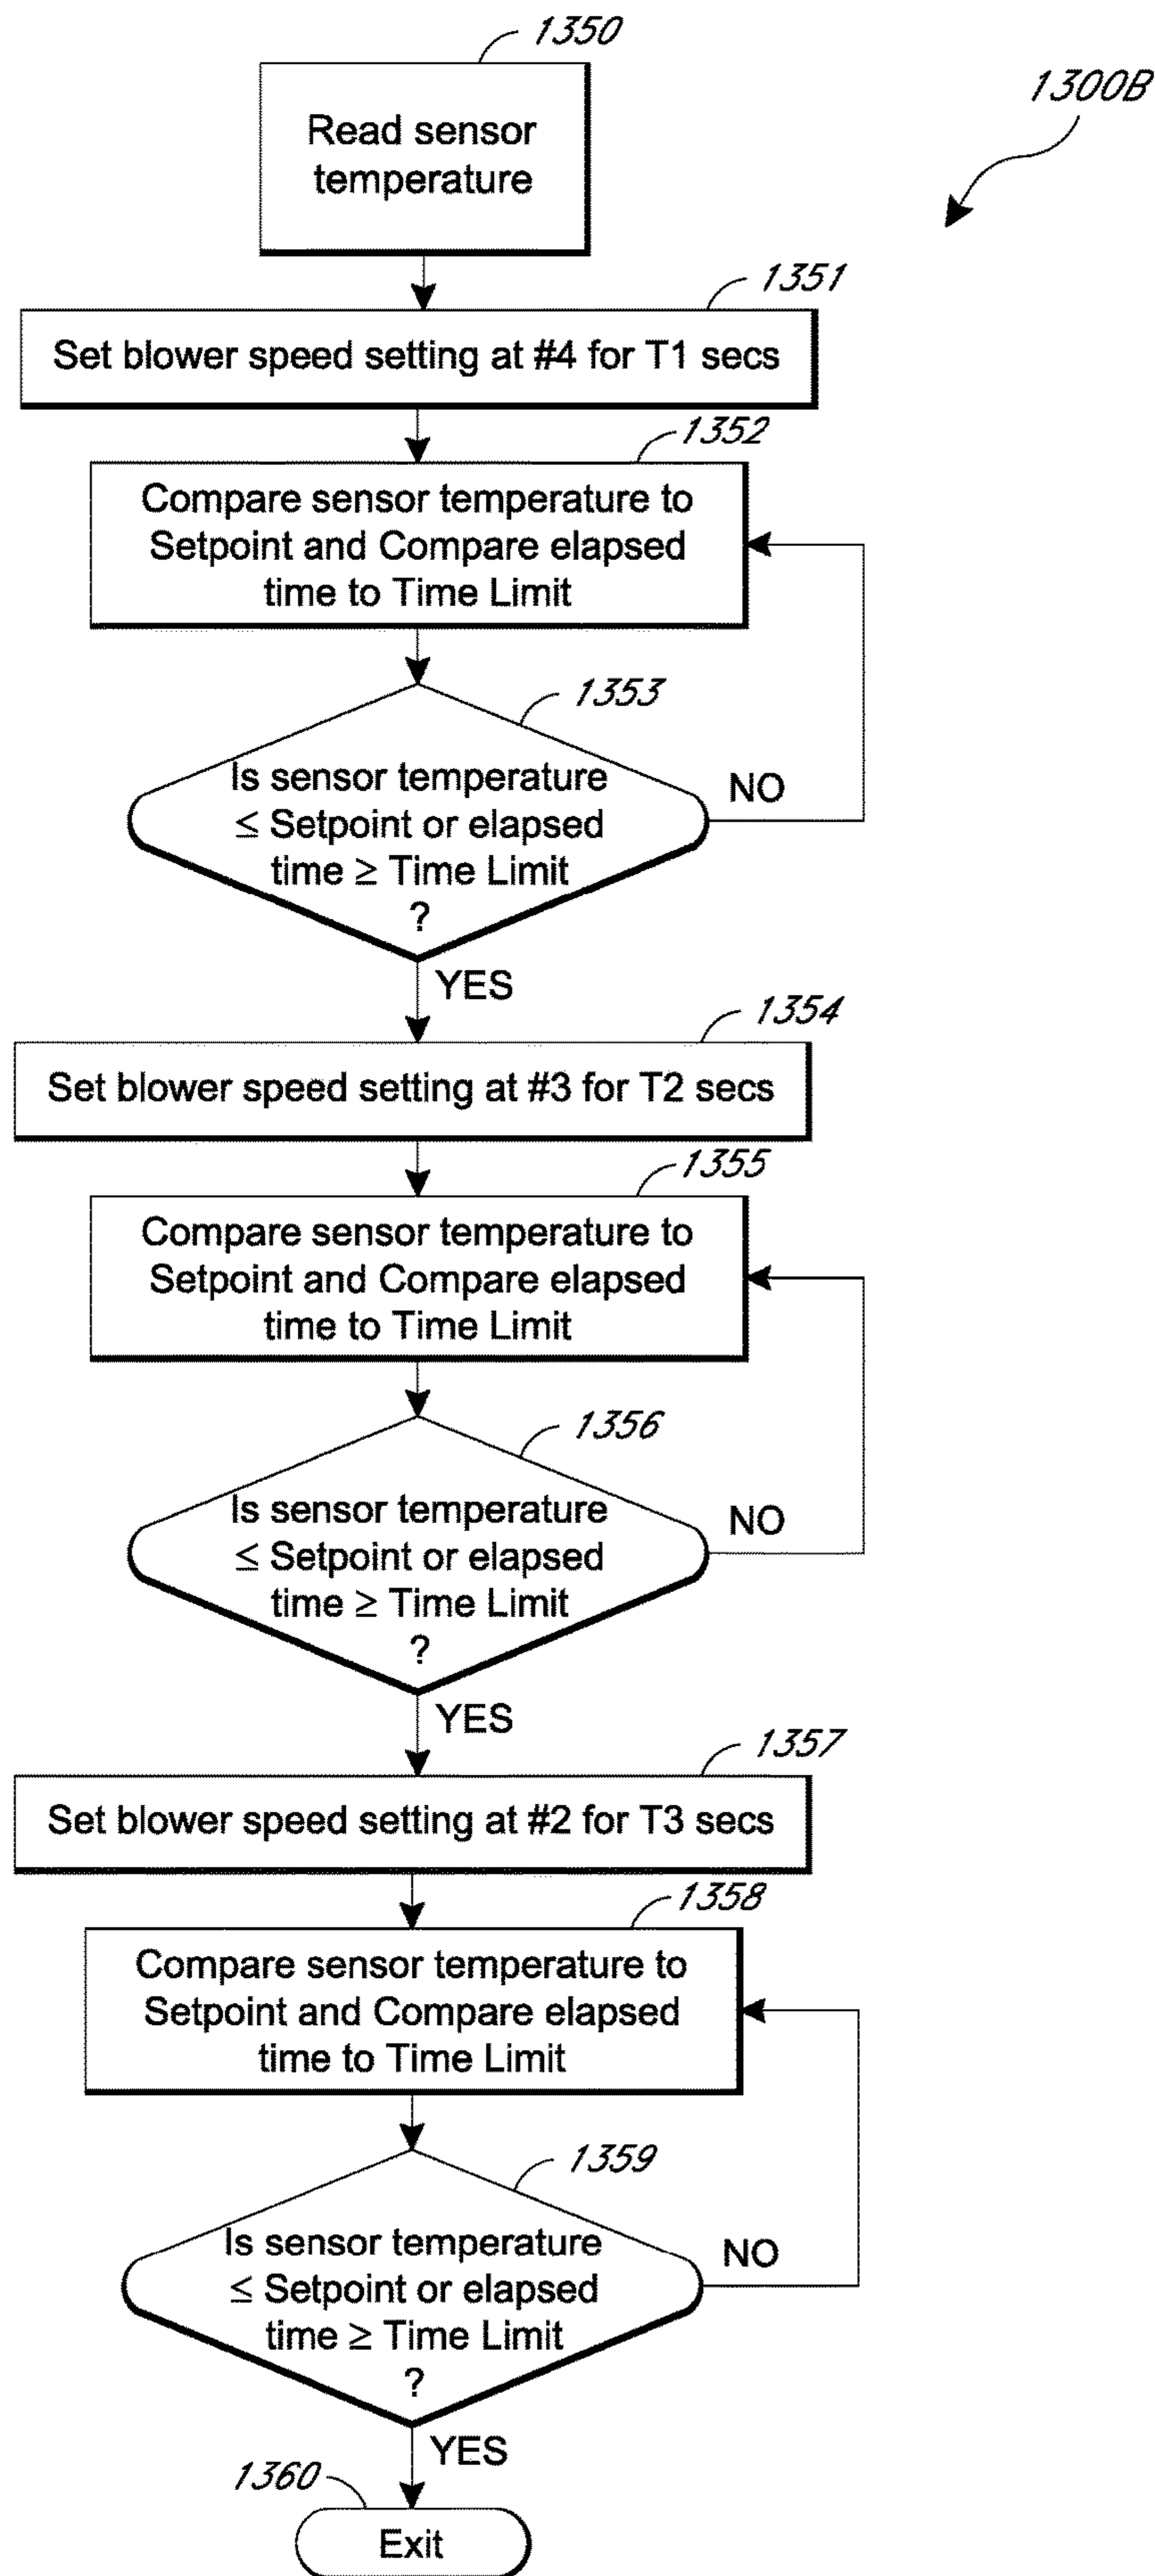 1350
1300B
Read sensor
temperature
1351
Set blower speed setting at #4 for T1 secs
1352
Compare sensor temperature to
Setpoint and Compare elapsed
time to Time Limit
1353
Is sensor temperature
≤ Setpoint or elapsed
time ≥ Time Limit
?
NO
YES
1354
Set blower speed setting at #3 for T2 secs
1355
Compare sensor temperature to
Setpoint and Compare elapsed
time to Time Limit
1356
Is sensor temperature
≤ Setpoint or elapsed
time ≥ Time Limit
?
NO
YES
1357
Set blower speed setting at #2 for T3 secs
1358
Compare sensor temperature to
Setpoint and Compare elapsed
time to Time Limit
1359
Is sensor temperature
≤ Setpoint or elapsed
time ≥ Time Limit
?
NO
YES
1360
Exit